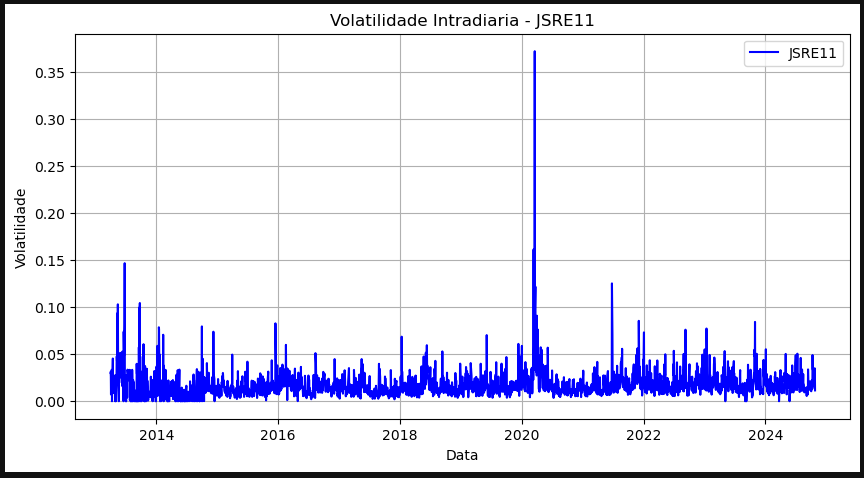 Volatilidade Intradiaria - JSRE11
JSRE11
0.35
0.30
0.25
0.20
0.15
0.10
0.05
0.00
Volatilidade
2014 2016 2018 2020 2022 2024
Data